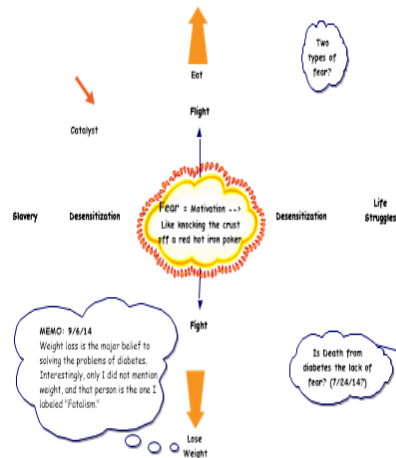 Two
types of
fear?
Eat
Flight
Catalyst
Slavery
Desensitization
Fear = Motivation -->
Like knocking the crust
off a red hot iron poker
Desensitization
Life
Struggles
Fight
MEMO: 9/6/14
Weight loss is the major belief to
solving the problems of diabetes.
Interestingly, only I did not mention
weight, and that person is the one I
labeled "Fatalism."
Is Death from
diabetes the lack of
fear? (7/24/14?)
Lose
Weight